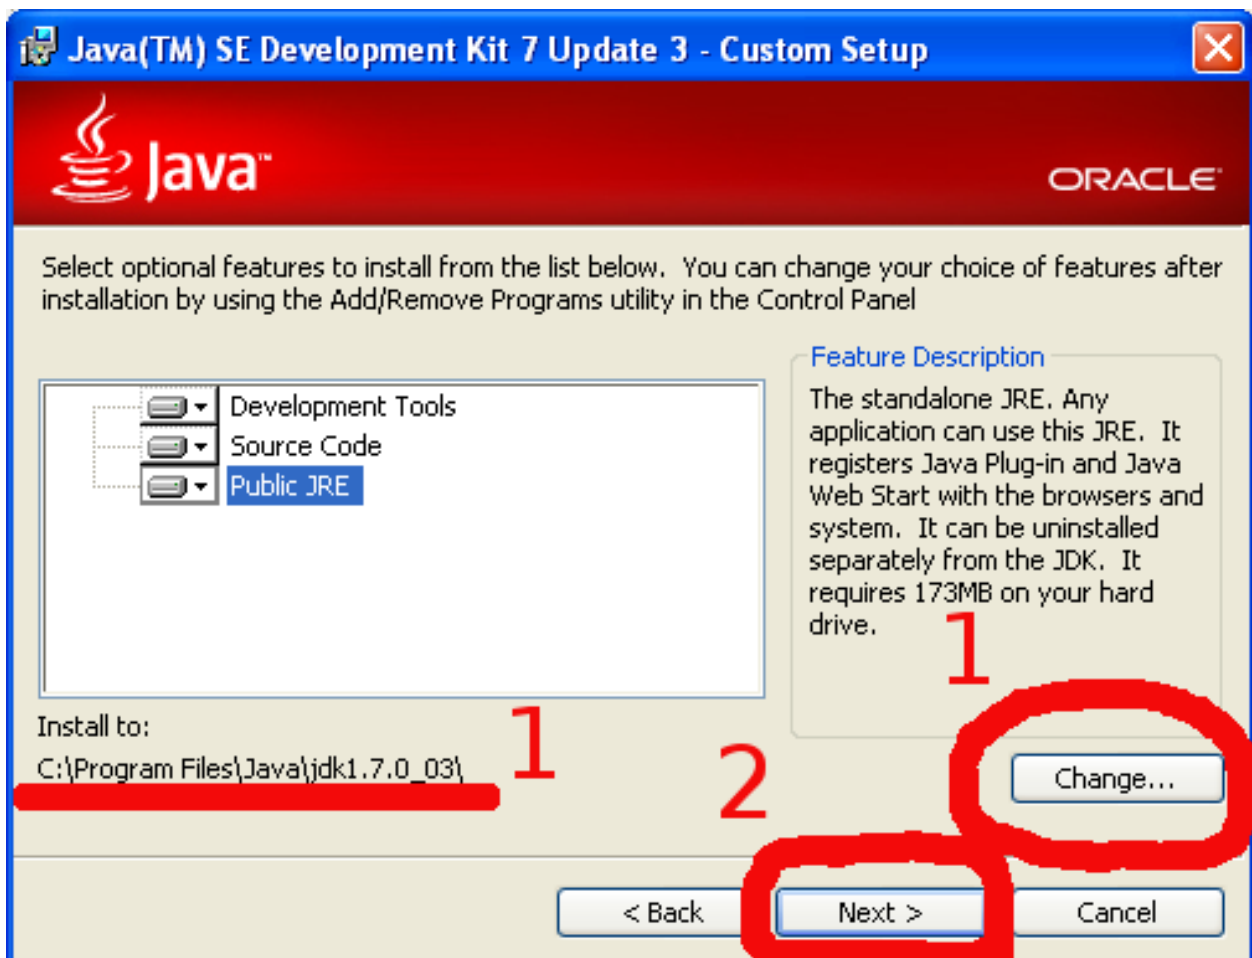 Java(TM) SE Development Kit 7 Update 3 - Custom Setup
Java™
ORACLE
Select optional features to install from the list below.  You can change your choice of features after
installation by using the Add/Remove Programs utility in the Control Panel
Development Tools
Source Code
Public JRE
Feature Description
The standalone JRE. Any
application can use this JRE.  It
registers Java Plug-in and Java
Web Start with the browsers and
system.  It can be uninstalled
separately from the JDK.  It
requires 173MB on your hard
drive.
1
Install to:
C:\Program Files\Java\jdk1.7.0_03\
1
2
Change...
< Back
Next >
Cancel